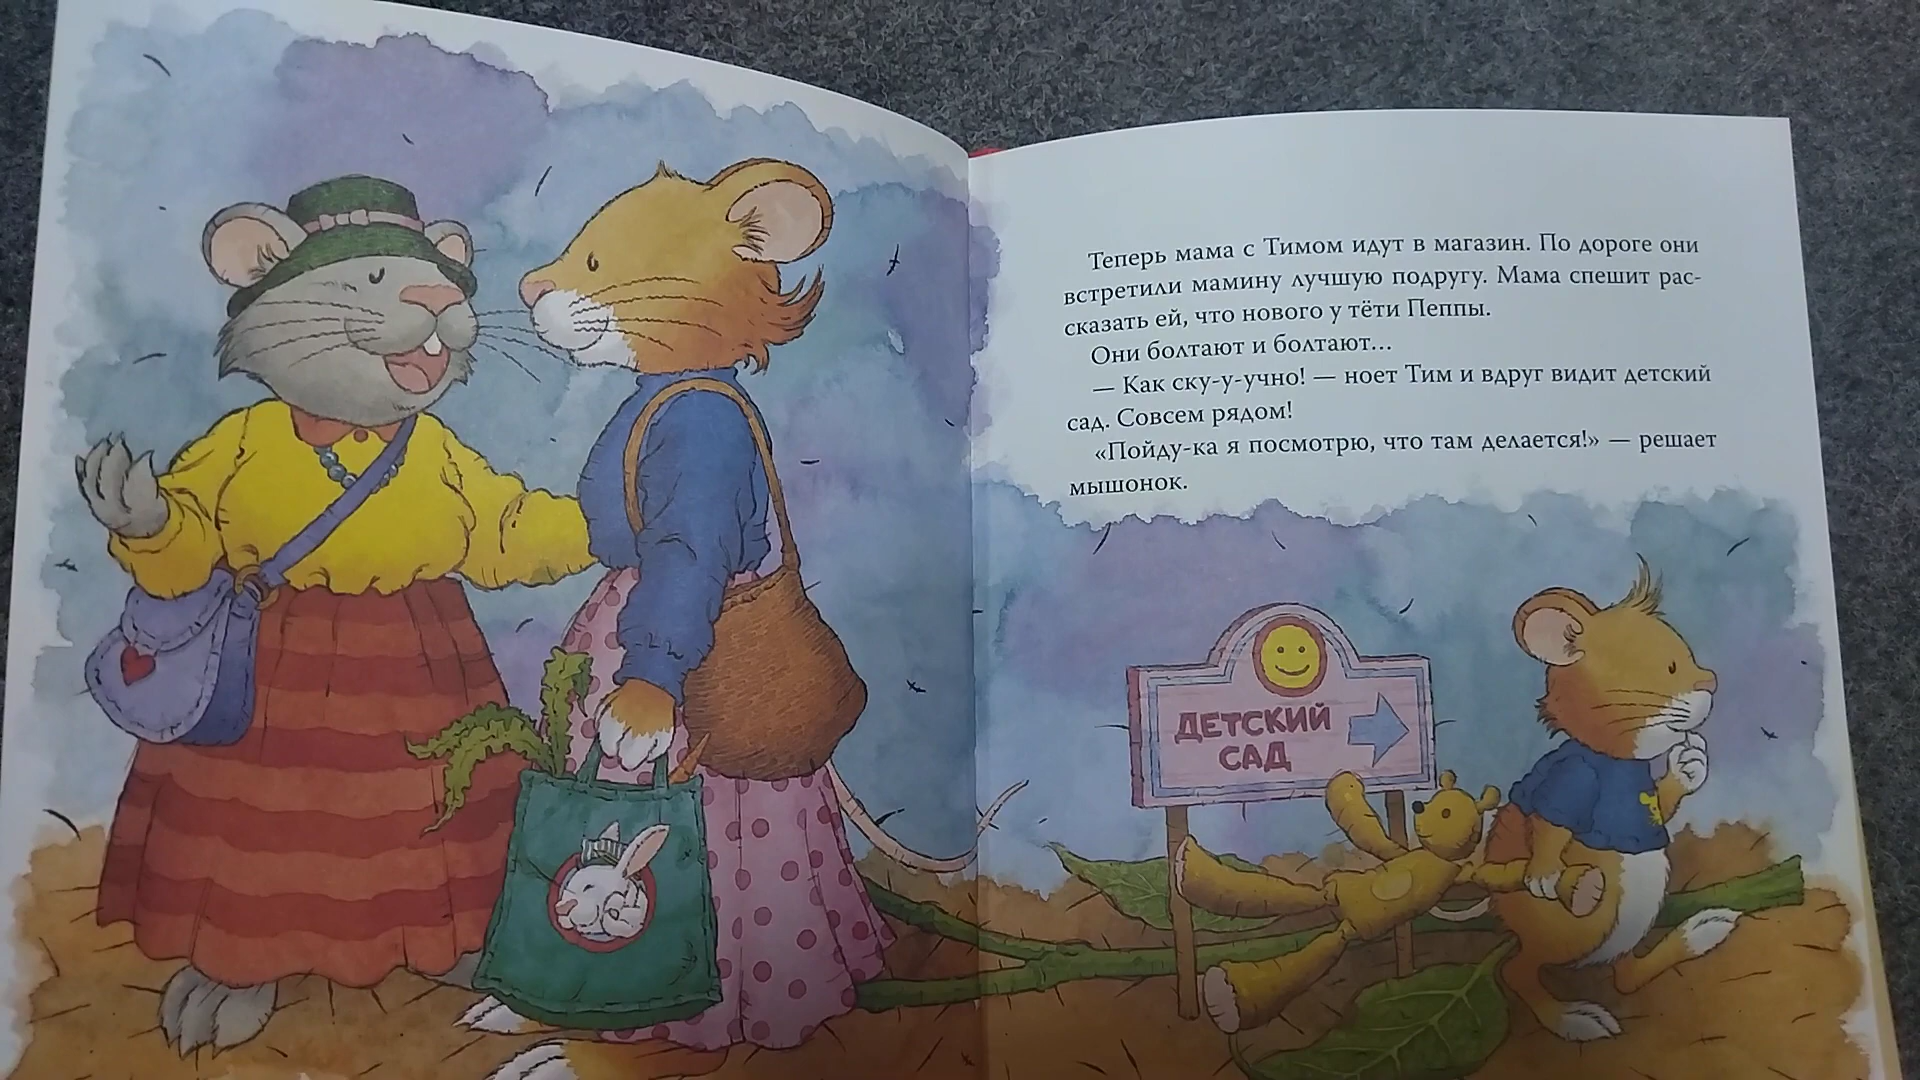 Теперь мама с Тимом идут в магазин. По дороге они
встретили мамину лучшую подругу. Мама спешит рас-
сказать ей, что нового у тёти Пеппы.
Они болтают и болтают...
— Как ску-у-учно! — ноет Тим и вдруг видит детский
сад. Совсем рядом!
«Пойду-ка я посмотрю, что там делается!» — решает
мышонок.
ДЕТСКИЙ
САД